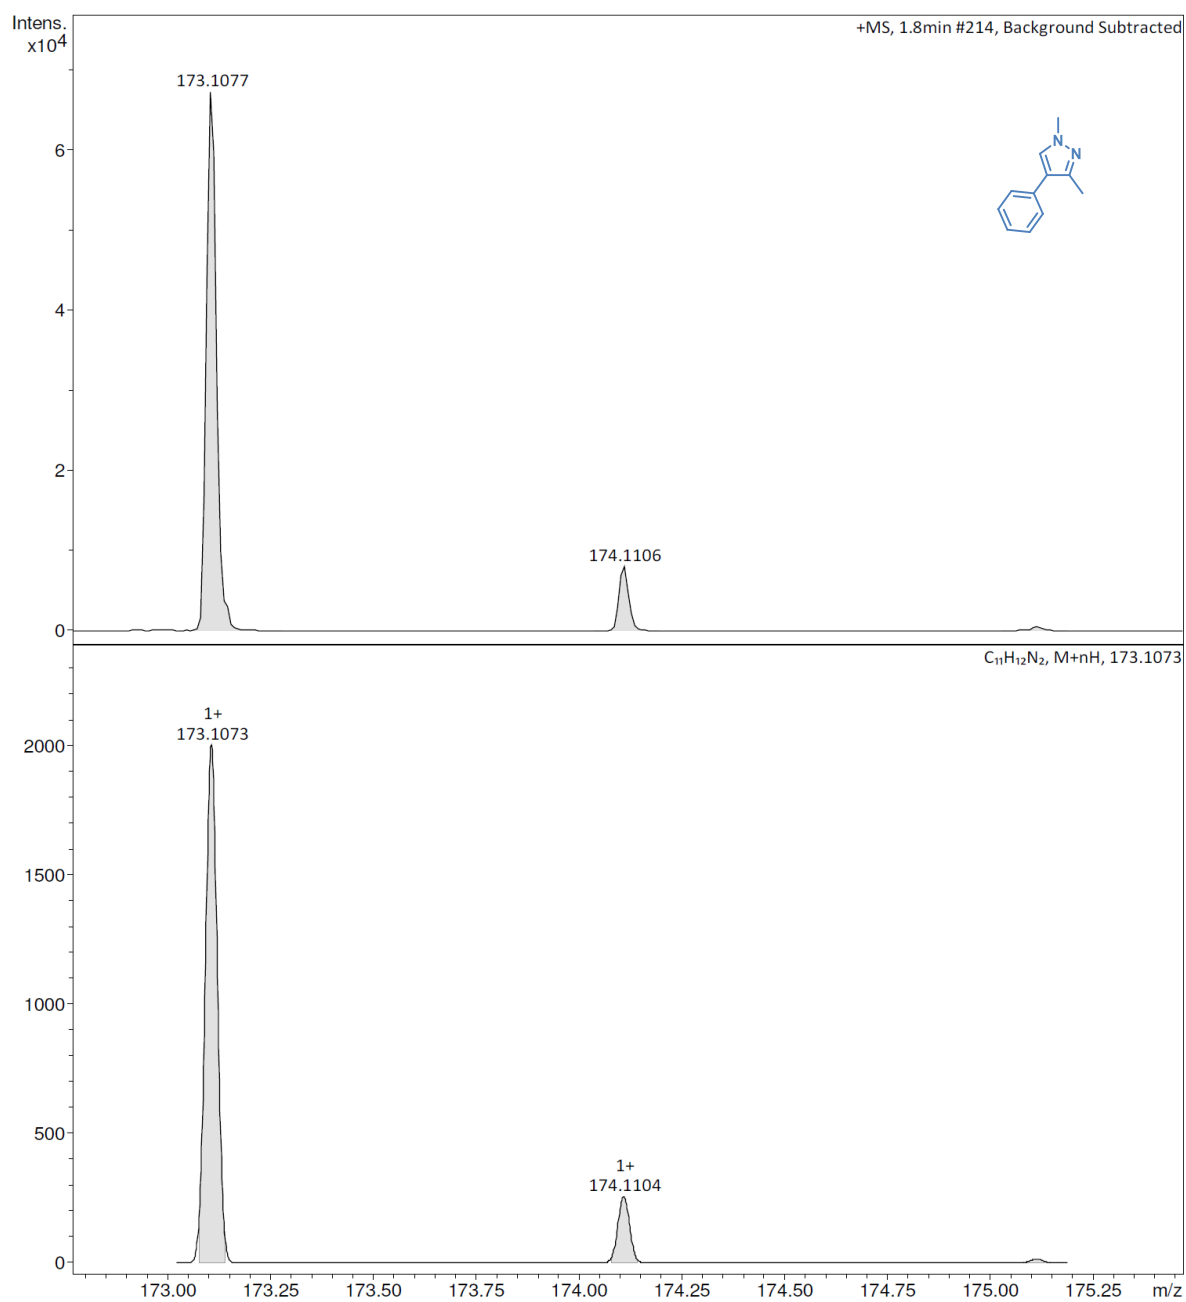 Intens.
x10⁴
+MS, 1.8min #214, Background Subtracted
173.1077
6
N
N
4
2
174.1106
0
C₁₁H₁₂N₂, M+nH, 173.1073
1+
173.1073
2000
1500
1000
500
1+
174.1104
0
173.00 173.25 173.50 173.75 174.00 174.25 174.50 174.75 175.00 175.25 m/z